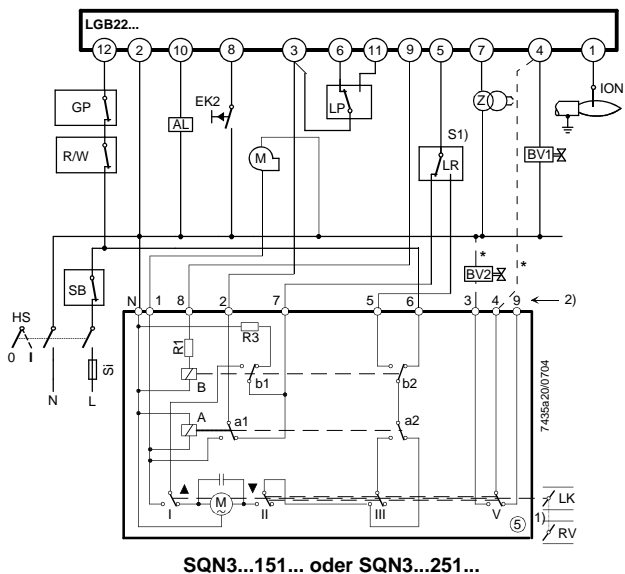 LGB22...
12 2 10 8 3 6 11 9 5 7 4 1
GP
AL
EK2
LP
S1)
Z
ION
R/W
M
LR
BV1
*
*
BV2
SB
HS
0 I
Si
N L
N 1 8 2 7 5 6 3 4 9 2)
R1
R3
B
b1
b2
A
a1
a2
M
~
I II III V
LK
1)
RV
5
7435a20/0704
SQN3...151... oder SQN3...251...